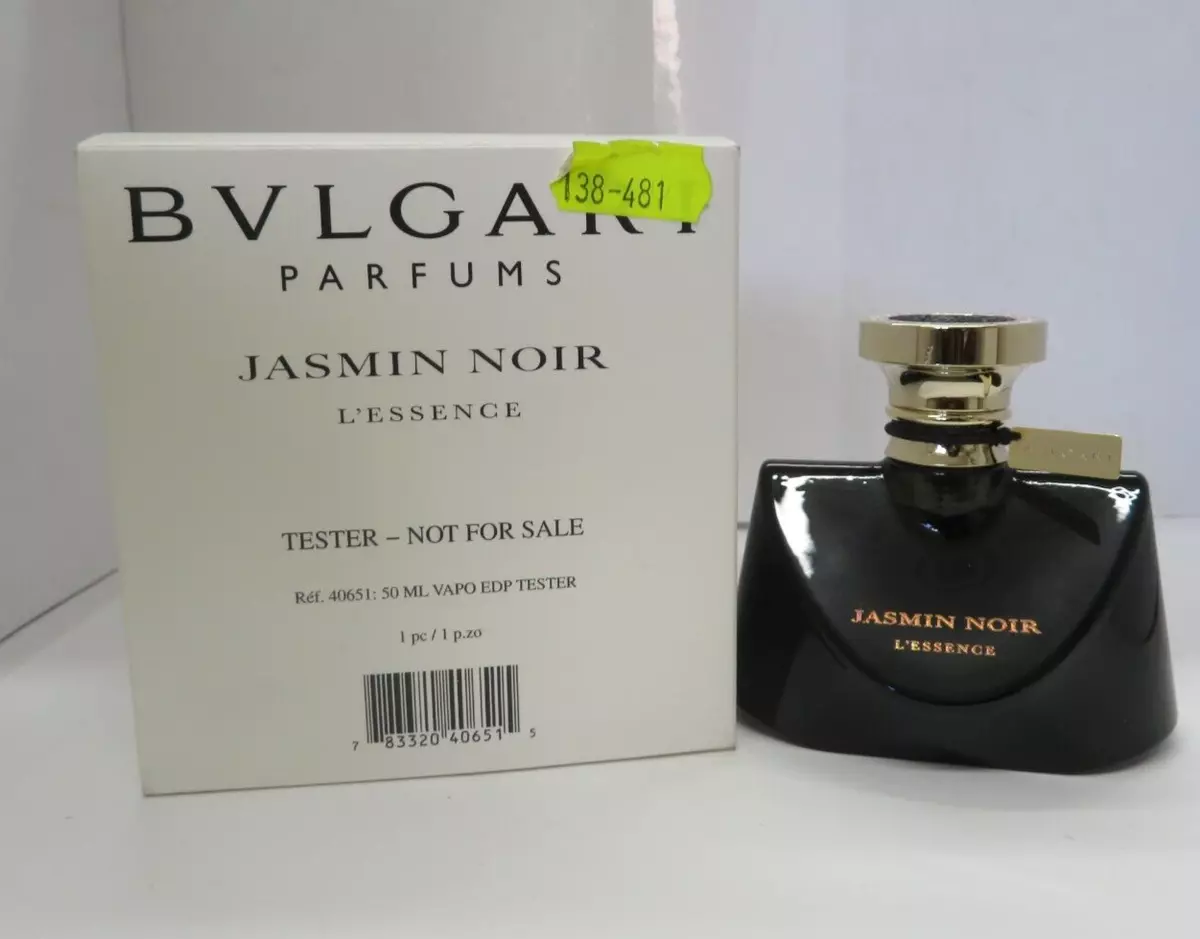 BVLGARI
138-481
PARFUMS
JASMIN NOIR
L'ESSENCE
TESTER – NOT FOR SALE
Réf. 40651: 50 ML VAPO EDP TESTER
1 pc / 1 p.zo
7 83320 40651 5
BVLGARI
JASMIN NOIR
L'ESSENCE